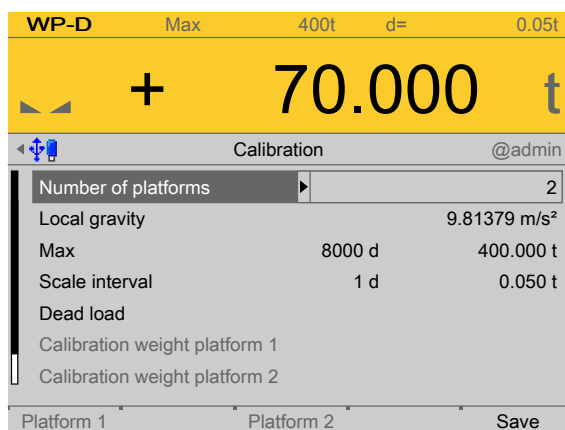 WP-D Max 400t d= 0.05t
+ 70.000 t
Calibration @admin
Number of platforms 2
Local gravity 9.81379 m/s²
Max 8000 d 400.000 t
Scale interval 1 d 0.050 t
Dead load
Calibration weight platform 1
Calibration weight platform 2
Platform 1 Platform 2 Save